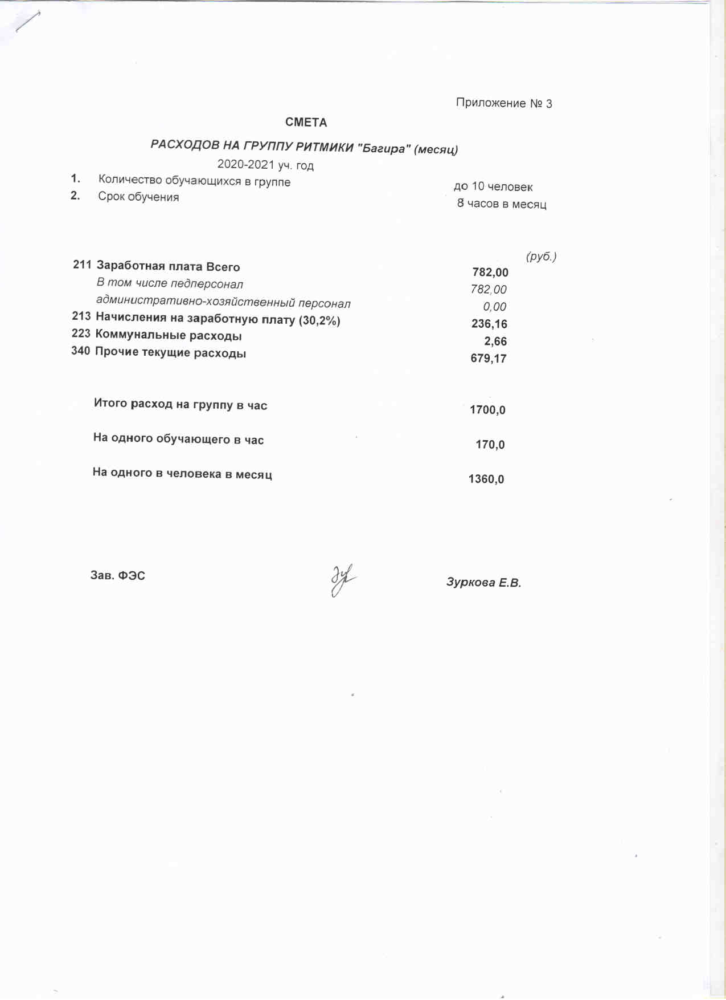 Приложение № 3
СМЕТА
РАСХОДОВ НА ГРУППУ РИТМИКИ "Багира" (месяц)
2020-2021 уч. год
1. Количество обучающихся в группе до 10 человек
2. Срок обучения 8 часов в месяц
(руб.)
211 Заработная плата Всего 782,00
В том числе педперсонал 782,00
административно-хозяйственный персонал 0,00
213 Начисления на заработную плату (30,2%) 236,16
223 Коммунальные расходы 2,66
340 Прочие текущие расходы 679,17
Итого расход на группу в час 1700,0
На одного обучающего в час 170,0
На одного в человека в месяц 1360,0
Зав. ФЭС Зуркова Е.В.